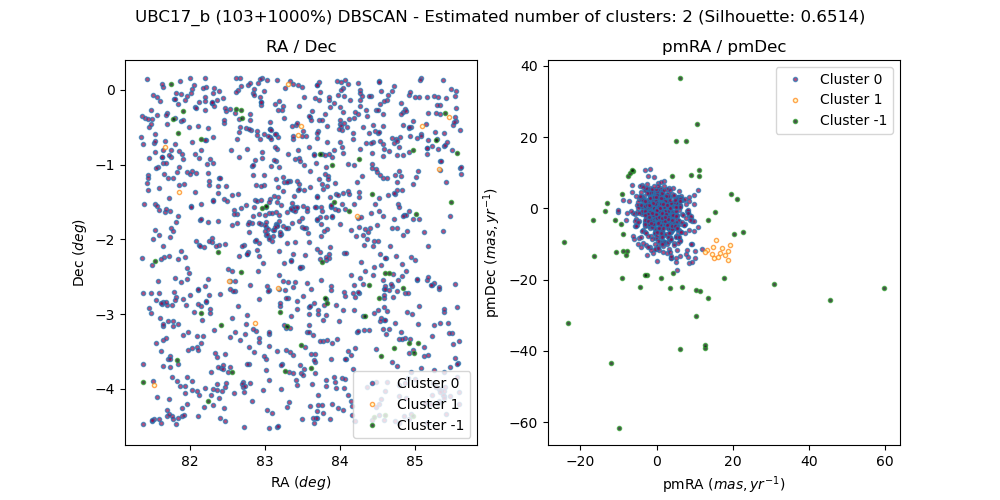 UBC17_b (103+1000%) DBSCAN - Estimated number of clusters: 2 (Silhouette: 0.6514)
RA / Dec
0
−1
−2
−3
−4
Dec (deg)
Cluster 0
Cluster 1
Cluster -1
82
83
84
85
RA (deg)
pmRA / pmDec
40
20
0
−20
−40
−60
pmDec (mas, yr⁻¹)
Cluster 0
Cluster 1
Cluster -1
−20
0
20
40
60
pmRA (mas, yr⁻¹)